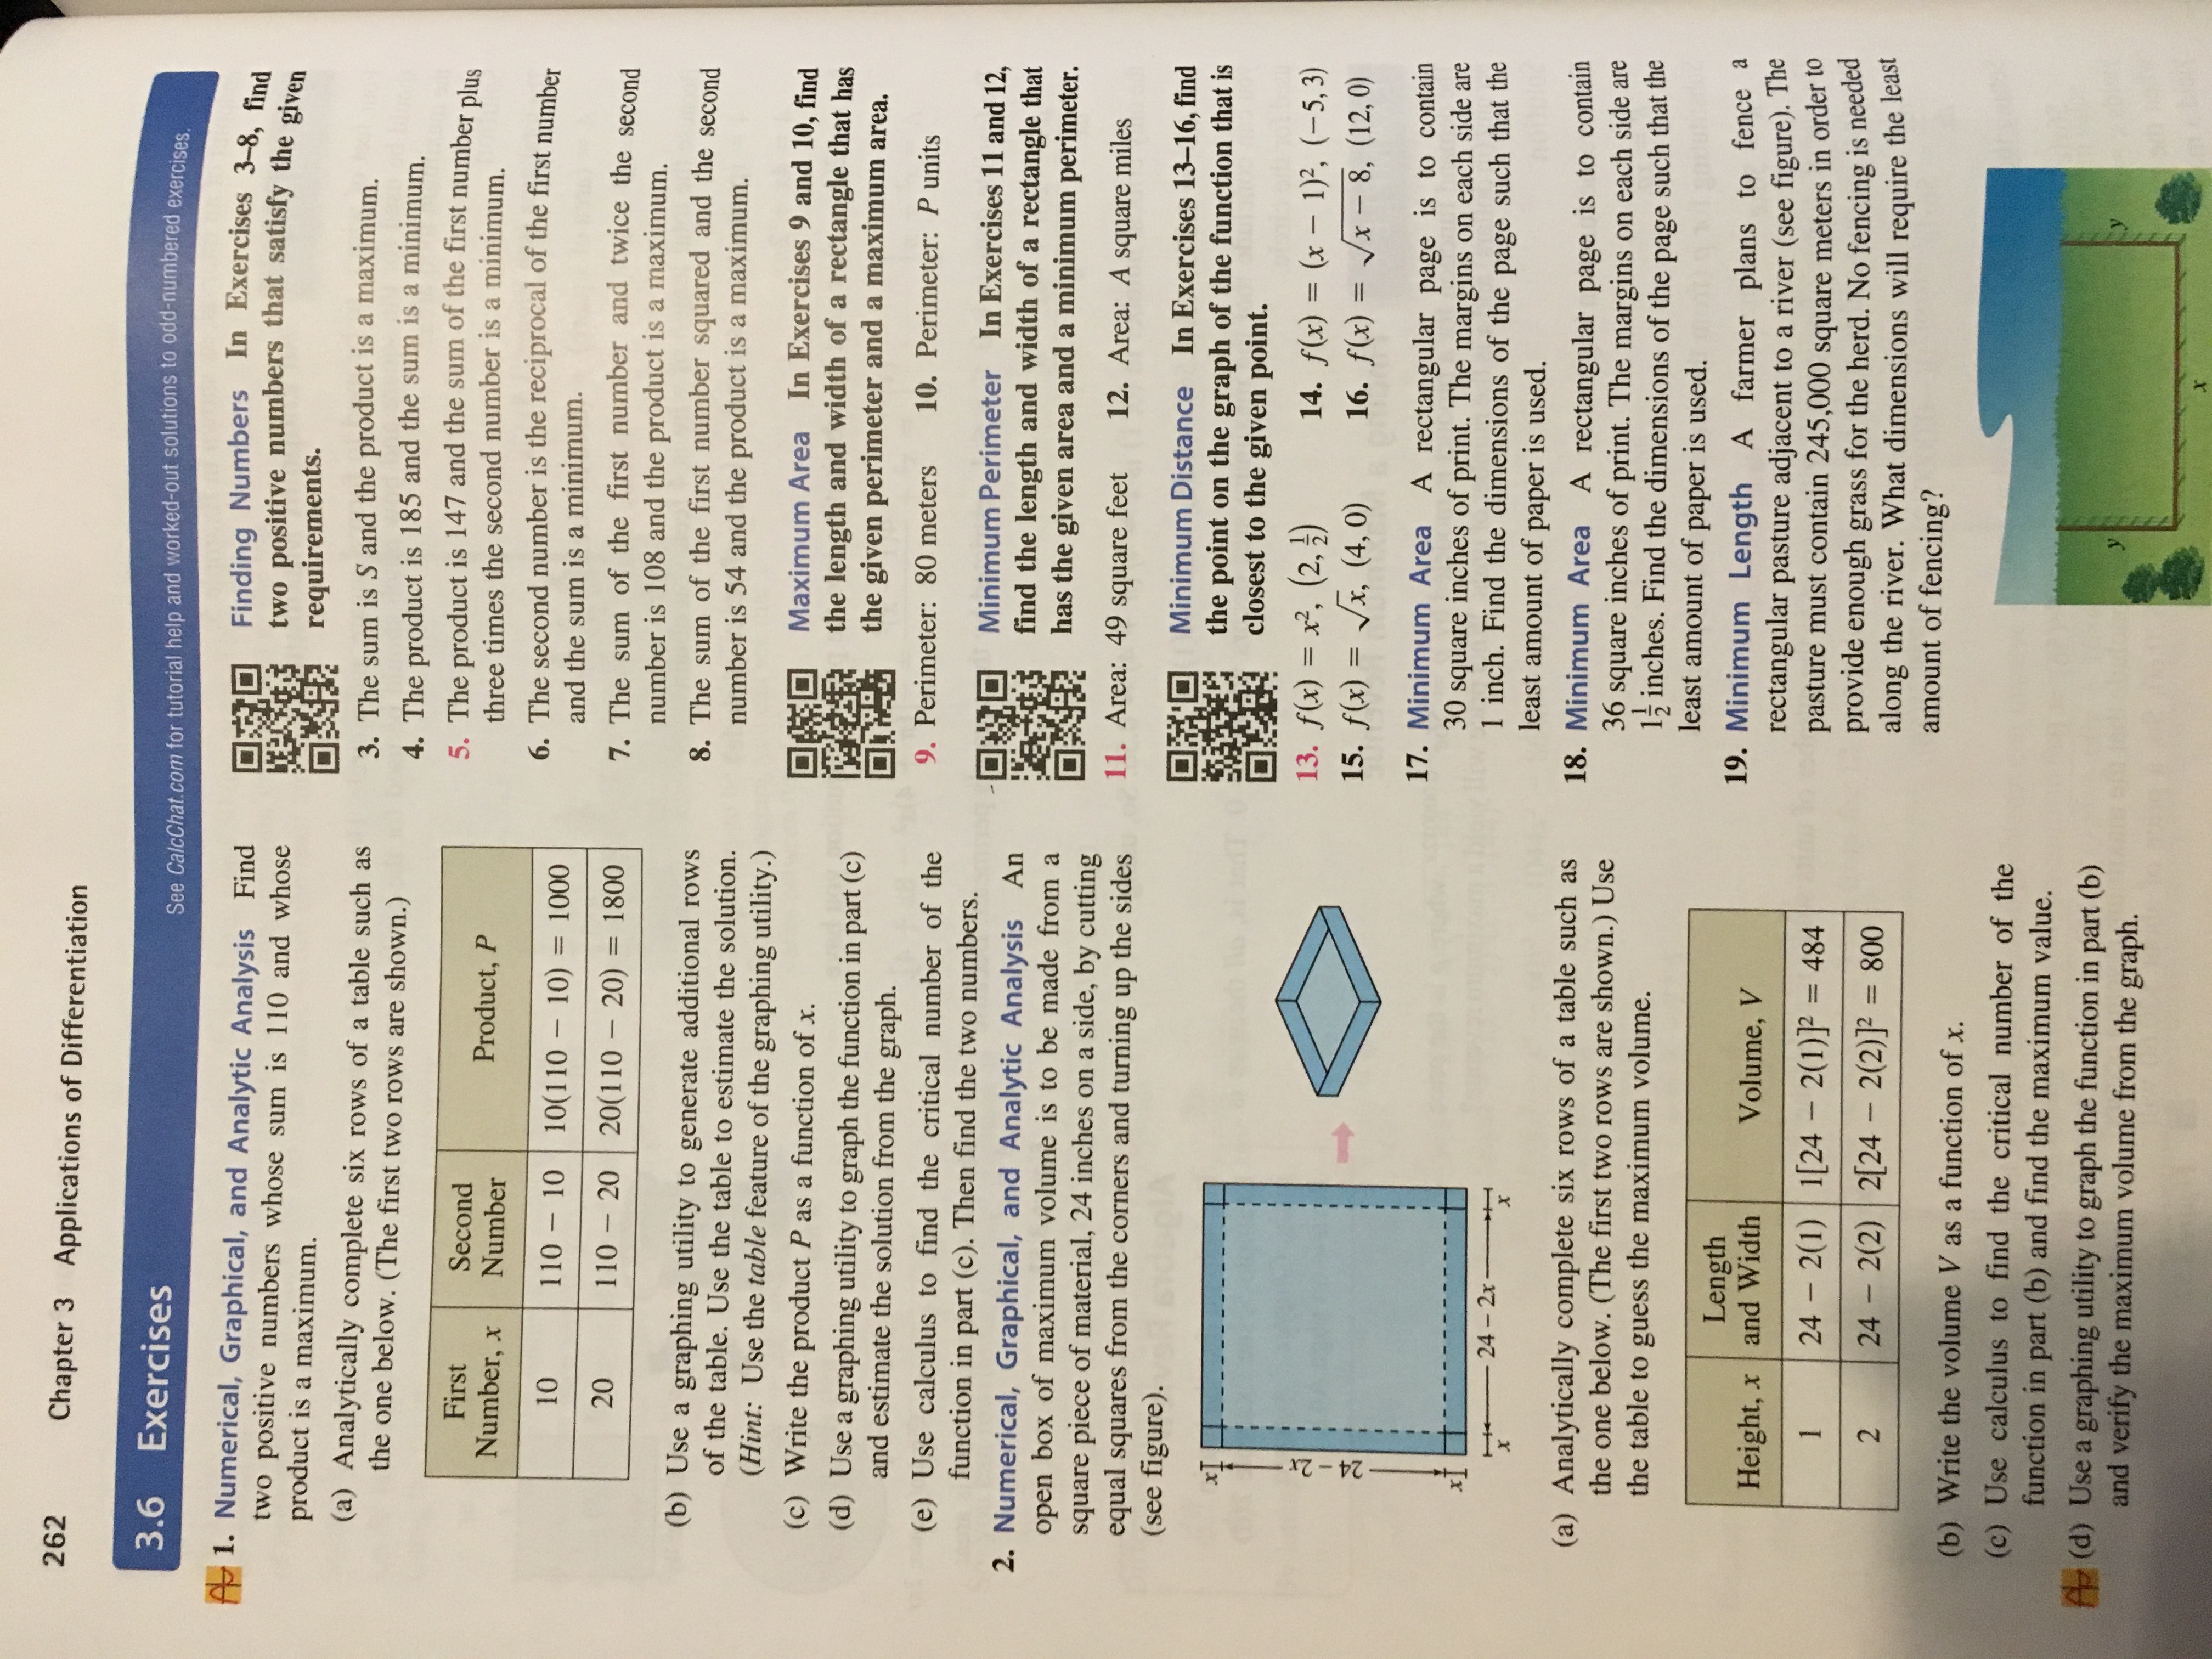 262 Chapter 3 Applications of Differentiation
3.6 Exercises
See CalcChat.com for tutorial help and worked-out solutions to odd-numbered exercises.
1. Numerical, Graphical, and Analytic Analysis Find
two positive numbers whose sum is 110 and whose
product is a maximum.
(a) Analytically complete six rows of a table such as
the one below. (The first two rows are shown.)
First Number, x | Second Number | Product, P
10 | 110 − 10 | 10(110 − 10) = 1000
20 | 110 − 20 | 20(110 − 20) = 1800
(b) Use a graphing utility to generate additional rows
of the table. Use the table to estimate the solution.
(Hint: Use the table feature of the graphing utility.)
(c) Write the product P as a function of x.
(d) Use a graphing utility to graph the function in part (c)
and estimate the solution from the graph.
(e) Use calculus to find the critical number of the
function in part (c). Then find the two numbers.
2. Numerical, Graphical, and Analytic Analysis An
open box of maximum volume is to be made from a
square piece of material, 24 inches on a side, by cutting
equal squares from the corners and turning up the sides
(see figure).
x
24 − 2x
x
24 − 2x
x x
(a) Analytically complete six rows of a table such as
the one below. (The first two rows are shown.) Use
the table to guess the maximum volume.
Height, x | Length and Width | Volume, V
1 | 24 − 2(1) | 1[24 − 2(1)]² = 484
2 | 24 − 2(2) | 2[24 − 2(2)]² = 800
(b) Write the volume V as a function of x.
(c) Use calculus to find the critical number of the
function in part (b) and find the maximum value.
(d) Use a graphing utility to graph the function in part (b)
and verify the maximum volume from the graph.
Finding Numbers In Exercises 3–8, find
two positive numbers that satisfy the given
requirements.
3. The sum is S and the product is a maximum.
4. The product is 185 and the sum is a minimum.
5. The product is 147 and the sum of the first number plus
three times the second number is a minimum.
6. The second number is the reciprocal of the first number
and the sum is a minimum.
7. The sum of the first number and twice the second
number is 108 and the product is a maximum.
8. The sum of the first number squared and the second
number is 54 and the product is a maximum.
Maximum Area In Exercises 9 and 10, find
the length and width of a rectangle that has
the given perimeter and a maximum area.
9. Perimeter: 80 meters 10. Perimeter: P units
Minimum Perimeter In Exercises 11 and 12,
find the length and width of a rectangle that
has the given area and a minimum perimeter.
11. Area: 49 square feet 12. Area: A square miles
Minimum Distance In Exercises 13–16, find
the point on the graph of the function that is
closest to the given point.
13. f(x) = x², (2, ½) 14. f(x) = (x − 1)², (−5, 3)
15. f(x) = √x, (4, 0) 16. f(x) = √(x − 8), (12, 0)
17. Minimum Area A rectangular page is to contain
30 square inches of print. The margins on each side are
1 inch. Find the dimensions of the page such that the
least amount of paper is used.
18. Minimum Area A rectangular page is to contain
36 square inches of print. The margins on each side are
1½ inches. Find the dimensions of the page such that the
least amount of paper is used.
19. Minimum Length A farmer plans to fence a
rectangular pasture adjacent to a river (see figure). The
pasture must contain 245,000 square meters in order to
provide enough grass for the herd. No fencing is needed
along the river. What dimensions will require the least
amount of fencing?
y y
x